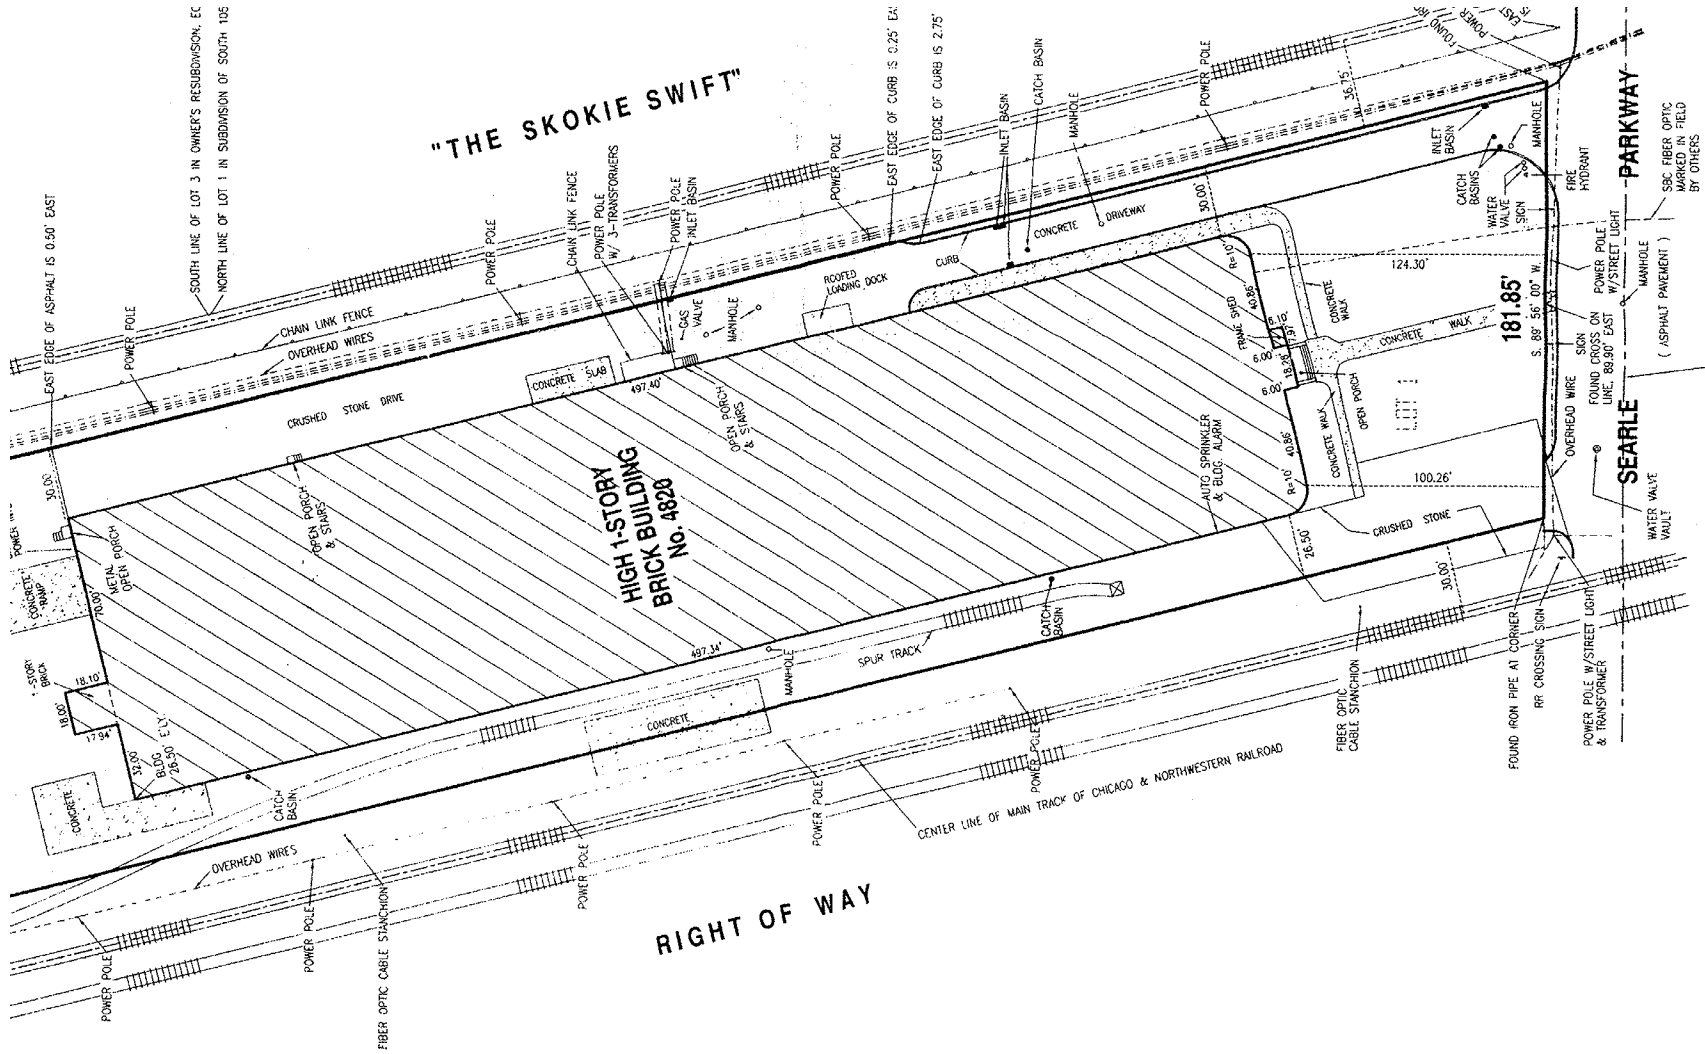 SOUTH LINE OF LOT 3 IN OWNER'S RESUBDIVISION,
NORTH LINE OF LOT 1 IN SUBDIVISION OF SOUTH 105
"THE SKOKIE SWIFT"
EAST EDGE OF ASPHALT IS 0.50' EAST
POWER POLE
CHAIN LINK FENCE
OVERHEAD WIRES
POWER POLE
CHAIN LINK FENCE
POWER POLE
W/ 3-TRANSFORMERS
POWER POLE
INLET BASIN
POWER POLE
EAST EDGE OF CURB IS 0.25'
EAST EDGE OF CURB IS 2.75'
INLET BASIN
CATCH BASIN
MANHOLE
POWER POLE
36.75
FOUND
POWER
EAST
IS
30.00
CRUSHED STONE DRIVE
CONCRETE SLAB
497.40'
GAS
VALVE
MANHOLE
ROOFED
LOADING DOCK
CURB
CONCRETE
DRIVEWAY
30.00'
R=10'
40.86'
FRAME SHED
6.10'
7.97'
6.00'
18.26'
6.00'
40.86'
R=10'
CONCRETE
WALK
CONCRETE WALK
CONCRETE WALK
OPEN PORCH
124.30'
100.26'
INLET
BASIN
CATCH
BASINS
WATER
VALVE
SIGN
FIRE
HYDRANT
MANHOLE
PARKWAY
SBC FIBER OPTIC
MARKED IN FIELD
BY OTHERS
181.85'
S. 89° 56' 00" W.
SIGN
FOUND CROSS ON
LINE, 89.90' EAST
POWER POLE
W/STREET LIGHT
MANHOLE
( ASPHALT PAVEMENT )
SEARLE
OVERHEAD WIRE
WATER VALVE
VAULT
OPEN PORCH
& STAIRS
OPEN PORCH
& STAIRS
HIGH 1-STORY
BRICK BUILDING
No. 4820
AUTO SPRINKLER
& BLDG. ALARM
METAL
OPEN PORCH
CONCRETE
RAMP
70.00'
BRICK
18.10'
18.00'
17.94'
32.00'
BLDG
26.50'
CONCRETE
CATCH
BASIN
497.34'
MANHOLE
SPUR TRACK
CATCH
BASIN
CONCRETE
26.50'
CRUSHED STONE
30.00'
OVERHEAD WIRES
POWER POLE
POWER POLE
FIBER OPTIC CABLE STANCHION
POWER POLE
POWER POLE
POWER POLE
CENTER LINE OF MAIN TRACK OF CHICAGO & NORTHWESTERN RAILROAD
FIBER OPTIC
CABLE STANCHION
FOUND IRON PIPE AT CORNER
RR CROSSING SIGN
POWER POLE W/STREET LIGHT
& TRANSFORMER
RIGHT OF WAY